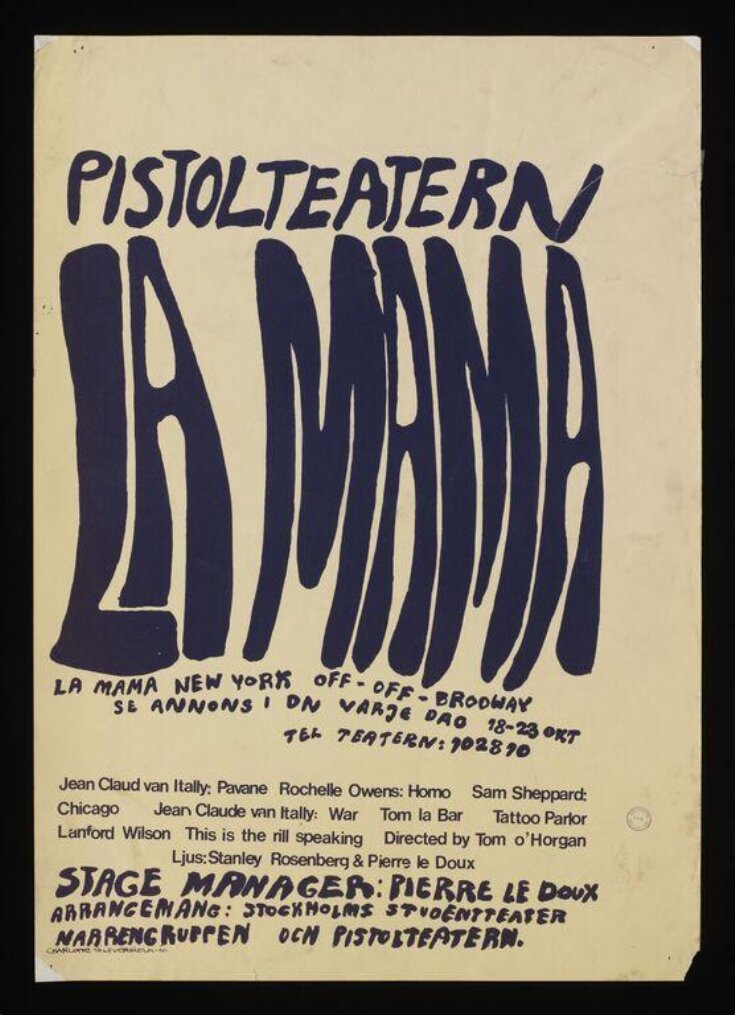 PISTOLTEATERN
LA MAMA
LA MAMA NEW YORK OFF-OFF-BRODWAY
SE ANNONS I DN VARJE DAG 18-23 OKT
TEL TEATERN: 102810
Jean Claud van Itally: Pavane Rochelle Owens: Homo Sam Sheppard:
Chicago Jean Claude van Itally: War Tom la Bar Tattoo Parlor
Lanford Wilson This is the rill speaking Directed by Tom o'Horgan
Ljus: Stanley Rosenberg & Pierre le Doux
STAGE MANAGER: PIERRE LE DOUX
ARRANGEMANG: STOCKHOLMS STUDENTTEATER
NARRENGRUPPEN OCH PISTOLTEATERN.